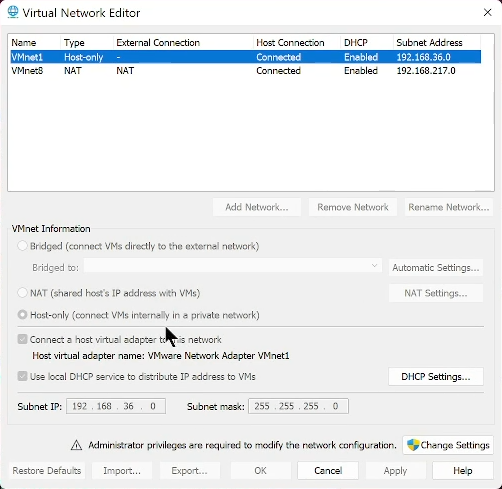 Virtual Network Editor
Name Type External Connection Host Connection DHCP Subnet Address
VMnet1 Host-only - Connected Enabled 192.168.36.0
VMnet8 NAT NAT Connected Enabled 192.168.217.0
Add Network... Remove Network Rename Network...
VMnet Information
Bridged (connect VMs directly to the external network)
Bridged to: Automatic Settings...
NAT (shared host's IP address with VMs) NAT Settings...
Host-only (connect VMs internally in a private network)
Connect a host virtual adapter to this network
Host virtual adapter name: VMware Network Adapter VMnet1
Use local DHCP service to distribute IP address to VMs DHCP Settings...
Subnet IP: 192 . 168 . 36 . 0 Subnet mask: 255 . 255 . 255 . 0
Administrator privileges are required to modify the network configuration. Change Settings
Restore Defaults Import... Export... OK Cancel Apply Help